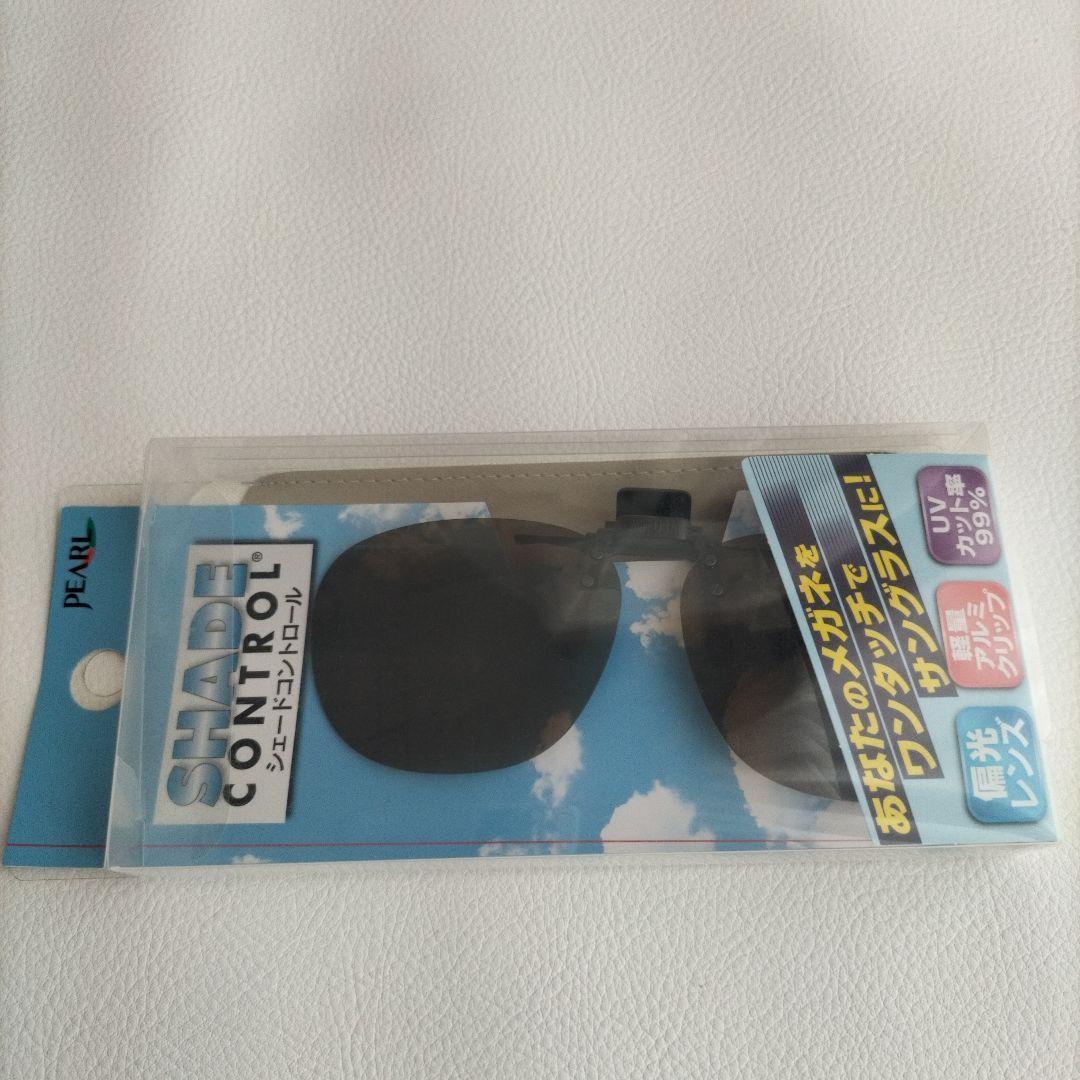 PEARL
SHADE
CONTROL®
シェードコントロール
あなたのメガネを
ワンタッチで
サングラスに!
偏光
レンズ
軽量
アルミ
クリップ
UV
カット率
99%